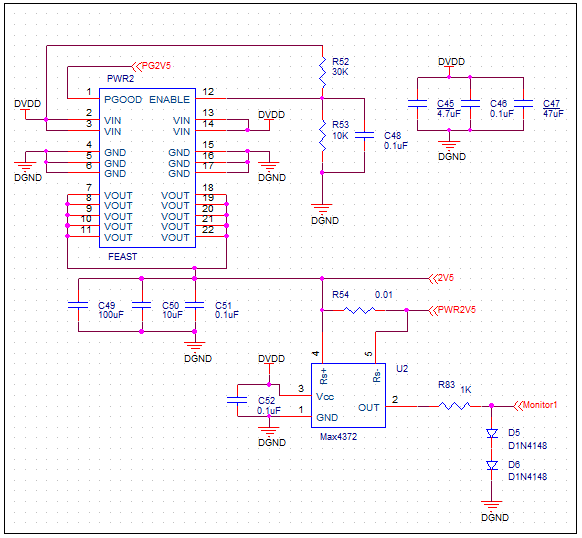 PG2V5
PWR2
DVDD
1 PGOOD ENABLE 12
2 VIN VIN 13
3 VIN VIN 14
DVDD
4 GND GND 15
5 GND GND 16
6 GND GND 17
DGND
DGND
7 VOUT VOUT 18
8 VOUT VOUT 19
9 VOUT VOUT 20
10 VOUT VOUT 21
11 VOUT VOUT 22
FEAST
R52
30K
R53
10K
C48
0.1uF
DGND
DVDD
C45
4.7uF
C46
0.1uF
C47
47uF
DGND
2V5
C49
100uF
C50
10uF
C51
0.1uF
DGND
R54 0.01
PWR2V5
4 5
Rs+ Rs-
U2
DVDD
3 Vcc
C52
0.1uF
1 GND
OUT 2
Max4372
DGND
R83 1K
Monitor1
D5
D1N4148
D6
D1N4148
DGND